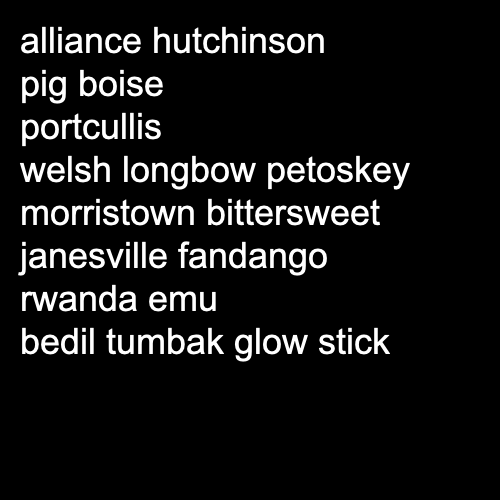 alliance hutchinson
pig boise
portcullis
welsh longbow petoskey
morristown bittersweet
janesville fandango
rwanda emu
bedil tumbak glow stick